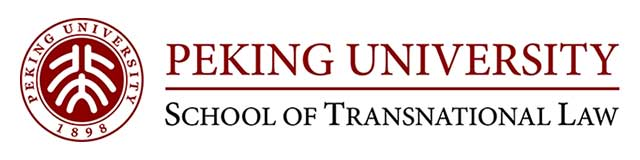 PEKING UNIVERSITY
1898
PEKING UNIVERSITY
SCHOOL OF TRANSNATIONAL LAW